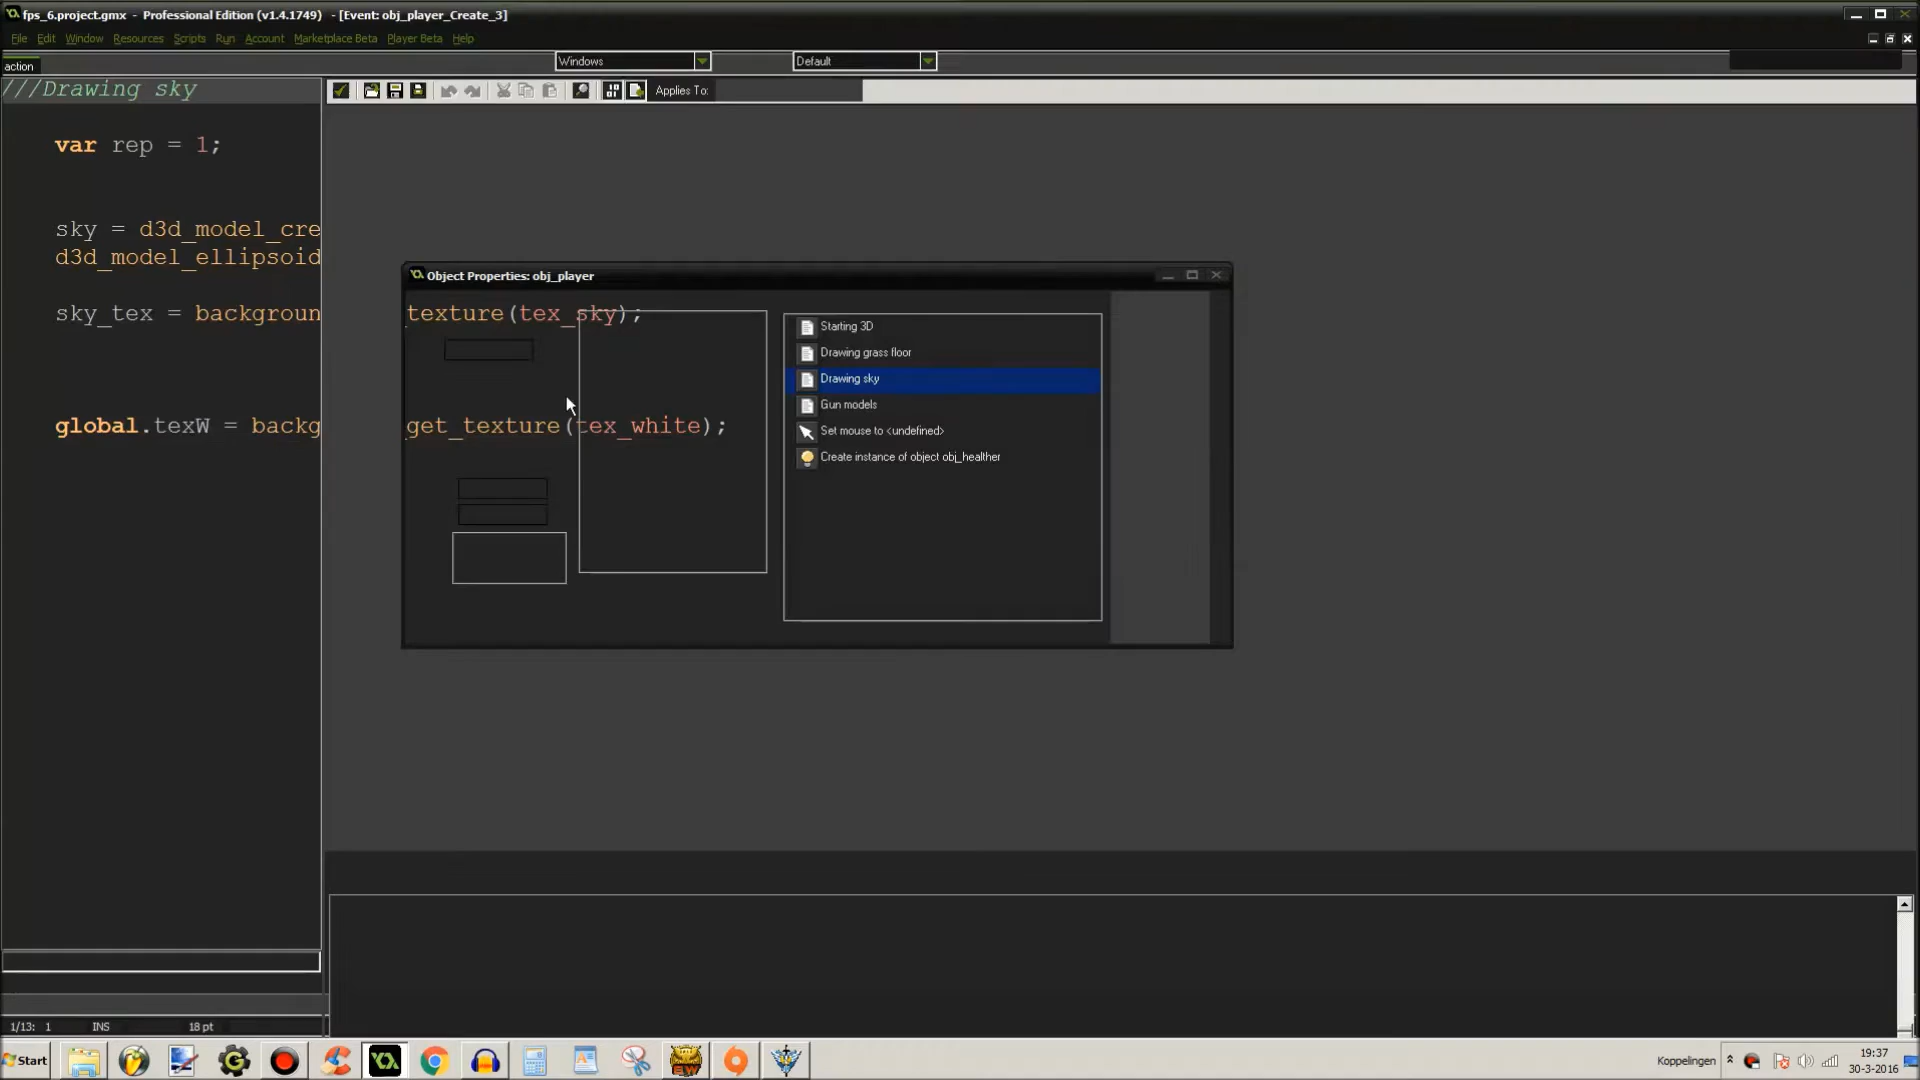 fps_6.project.gmx - Professional Edition (v1.4.1749) - [Event: obj_player_Create_3]
File Edit Window Resources Scripts Run Account Marketplace Beta Player Beta Help
Windows Default
action
Applies To:
///Drawing sky
var rep = 1;
sky = d3d_model_cre
d3d_model_ellipsoid
sky_tex = backgroun
global.texW = backg
Object Properties: obj_player
texture(tex_sky);
get_texture(tex_white);
Starting 3D
Drawing grass floor
Drawing sky
Gun models
Set mouse to <undefined>
Create instance of object obj_healther
1/13: 1 INS 18 pt
Start
EW
Koppelingen
19:37
30-3-2016